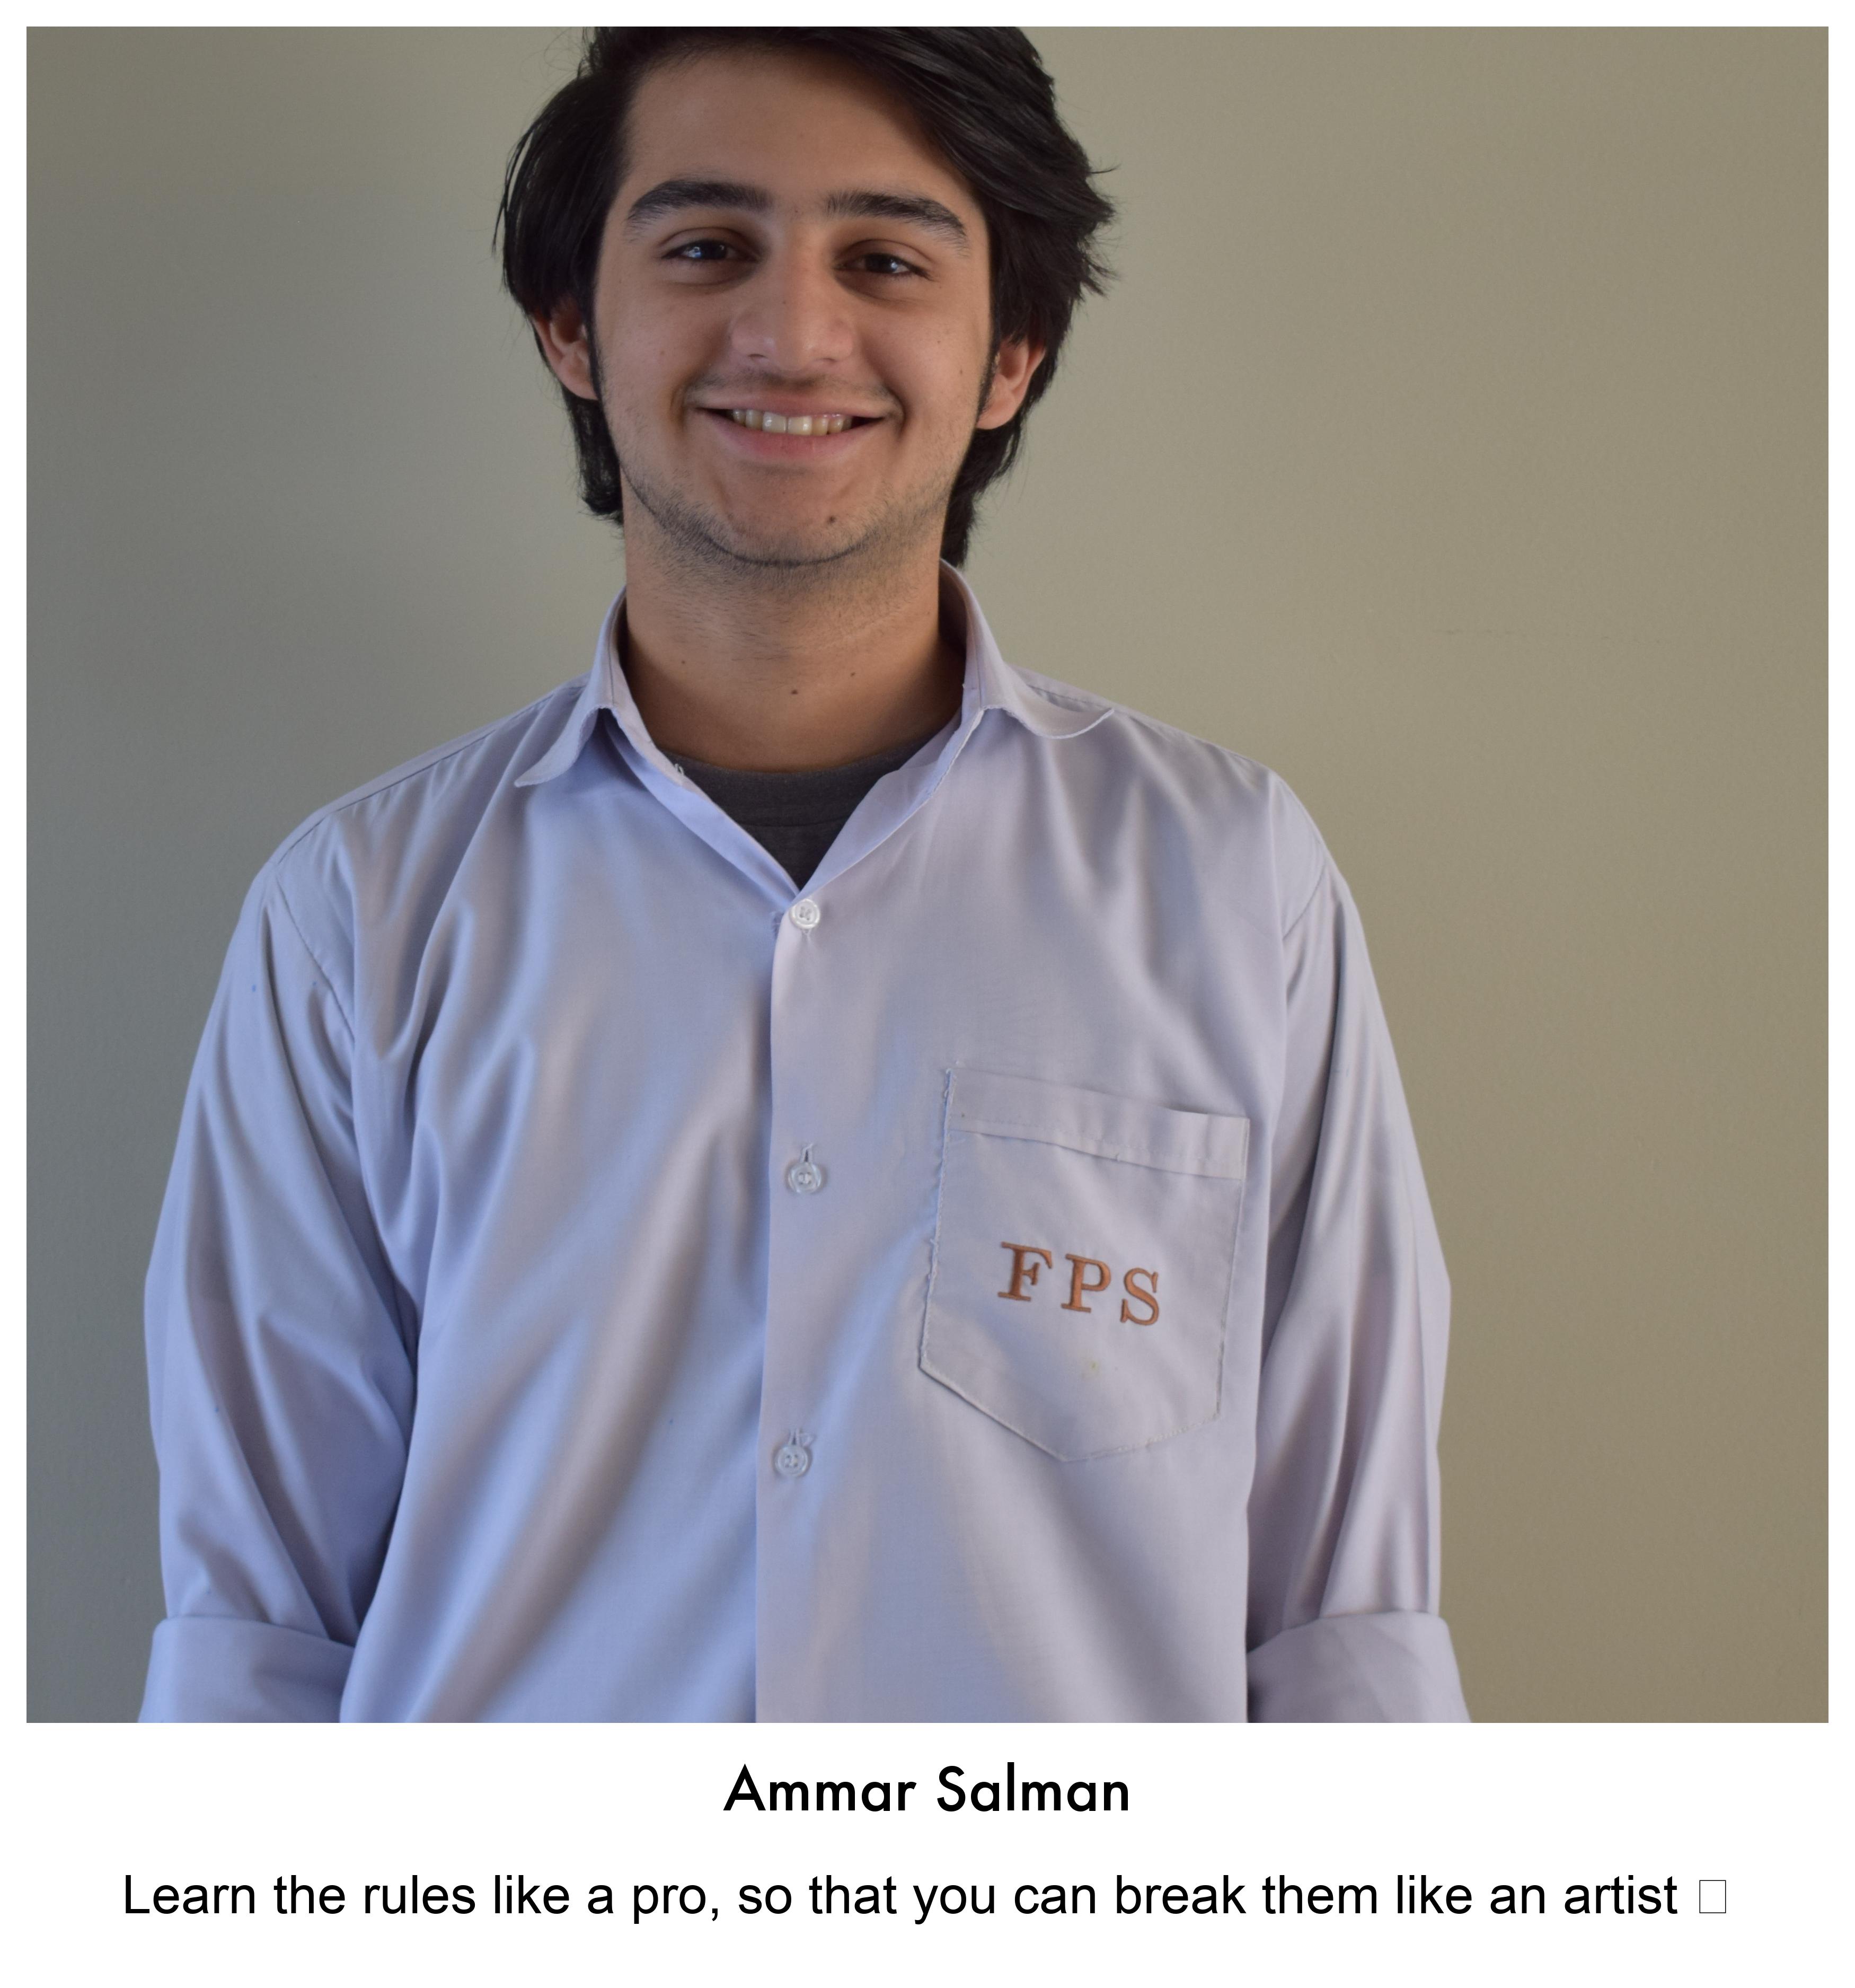 FPS
Ammar Salman
Learn the rules like a pro, so that you can break them like an artist □